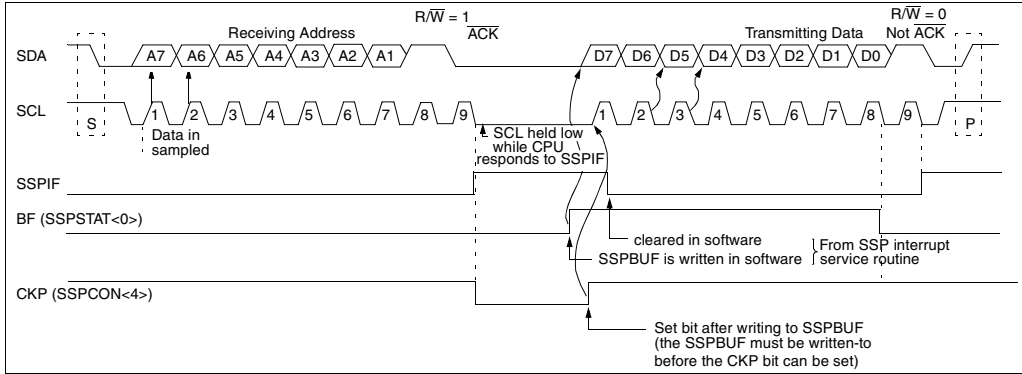 R/W = 1
R/W = 0
Receiving Address
ACK
Transmitting Data
Not ACK
SDA
A7 A6 A5 A4 A3 A2 A1
D7 D6 D5 D4 D3 D2 D1 D0
SCL
1 2 3 4 5 6 7 8 9
1 2 3 4 5 6 7 8 9
S
P
Data in
sampled
SCL held low
while CPU
responds to SSPIF
SSPIF
BF (SSPSTAT<0>)
cleared in software
SSPBUF is written in software
From SSP interrupt
service routine
CKP (SSPCON<4>)
Set bit after writing to SSPBUF
(the SSPBUF must be written-to
before the CKP bit can be set)